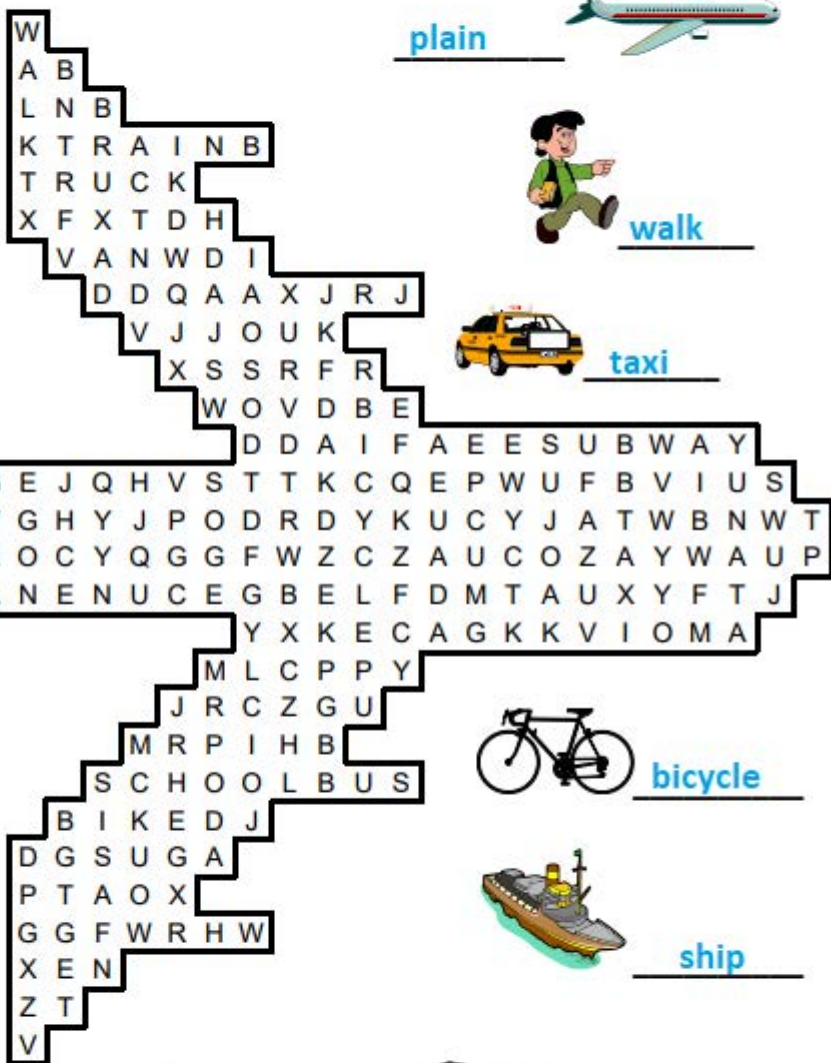 W
plain
A B
L N B
K T R A I N B
T R U C K
X F X T D H
walk
V A N W D I
D D Q A A X J R J
V J J O U K
X S S R F R
taxi
W O V D B E
D D A I F A E E S U B W A Y
E J Q H V S T T K C Q E P W U F B V I U S
G H Y J P O D R D Y K U C Y J A T W B N W T
O C Y Q G G F W Z C Z A U C O Z A Y W A U P
N E N U C E G B E L F D M T A U X Y F T J
Y X K E C A G K K V I O M A
M L C P P Y
J R C Z G U
M R P I H B
bicycle
S C H O O L B U S
B I K E D J
D G S U G A
P T A O X
G G F W R H W
ship
X E N
Z T
V